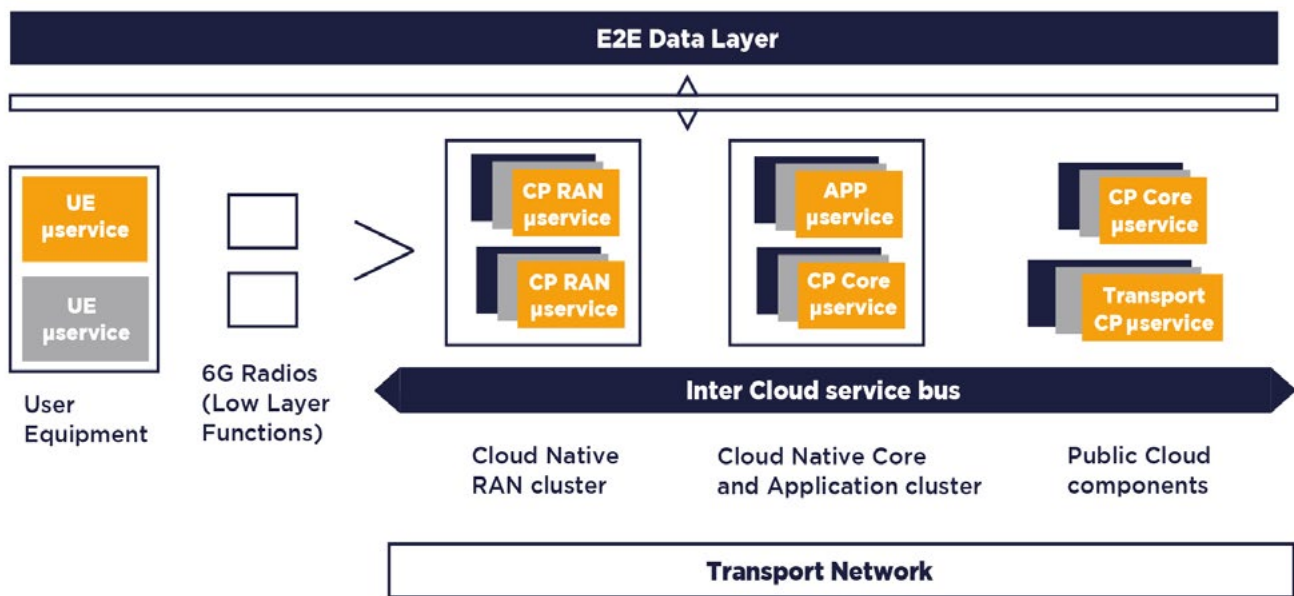 E2E Data Layer
UE
µservice
UE
µservice
User
Equipment
6G Radios
(Low Layer
Functions)
CP RAN
µservice
CP RAN
µservice
APP
µservice
CP Core
µservice
CP Core
µservice
Transport
CP µservice
Inter Cloud service bus
Cloud Native
RAN cluster
Cloud Native Core
and Application cluster
Public Cloud
components
Transport Network